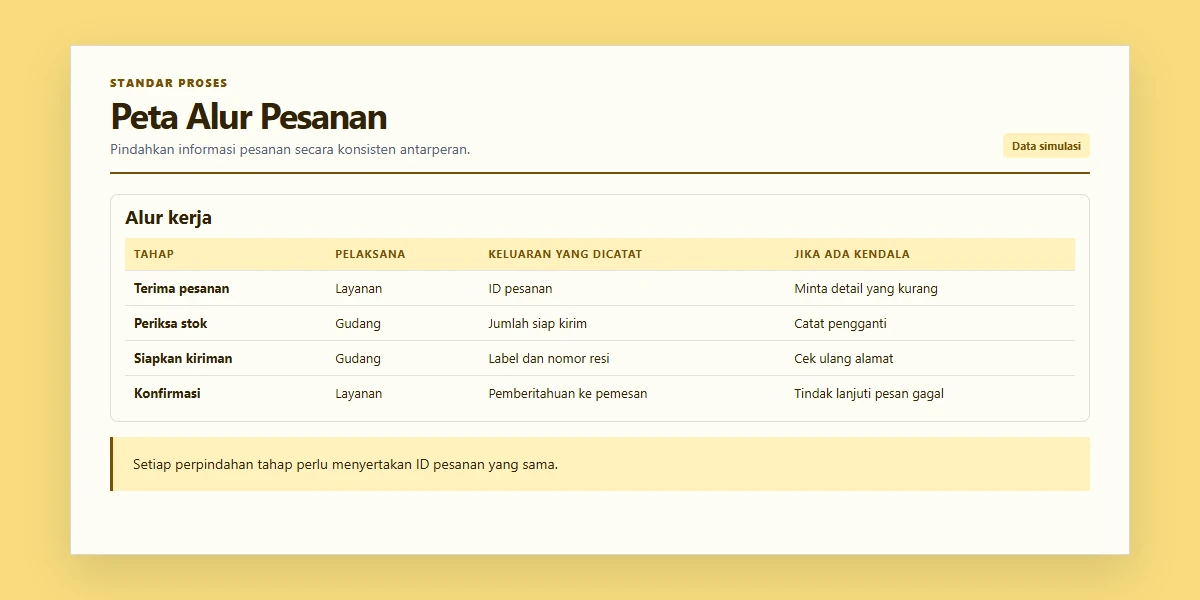 STANDAR PROSES
Peta Alur Pesanan
Pindahkan informasi pesanan secara konsisten antarperan.
Data simulasi
Alur kerja
TAHAP PELAKSANA KELUARAN YANG DICATAT JIKA ADA KENDALA
Terima pesanan Layanan ID pesanan Minta detail yang kurang
Periksa stok Gudang Jumlah siap kirim Catat pengganti
Siapkan kiriman Gudang Label dan nomor resi Cek ulang alamat
Konfirmasi Layanan Pemberitahuan ke pemesan Tindak lanjuti pesan gagal
Setiap perpindahan tahap perlu menyertakan ID pesanan yang sama.